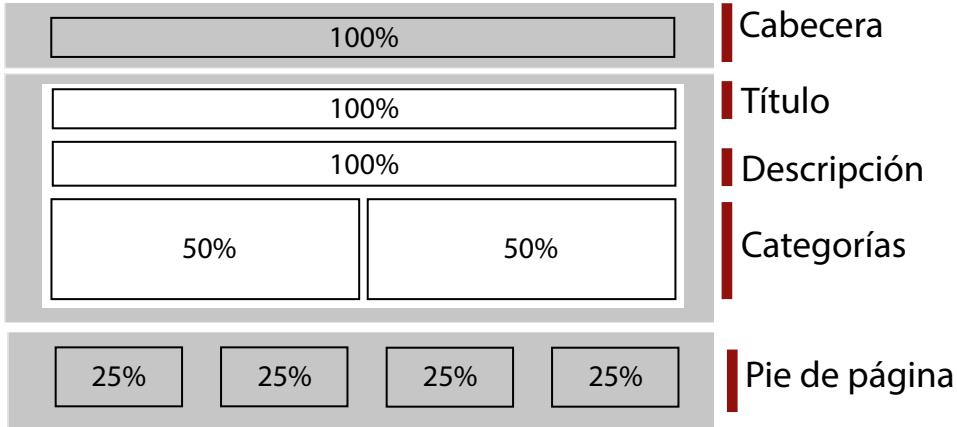 100%
Cabecera
100%
Título
100%
Descripción
50% 50%
Categorías
25% 25% 25% 25%
Pie de página